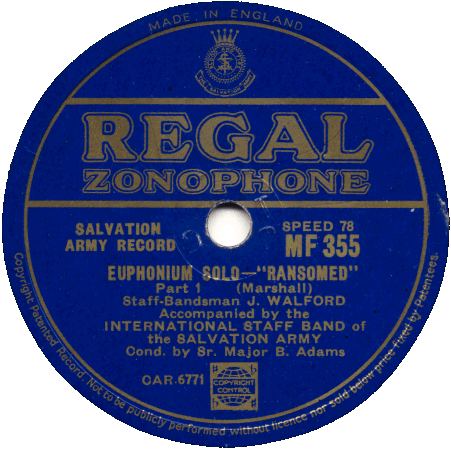 MADE IN ENGLAND
THE SALVATION ARMY
REGAL
ZONOPHONE
SALVATION
ARMY RECORD
SPEED 78
MF 355
EUPHONIUM SOLO—"RANSOMED"
Part 1 (Marshall)
Staff-Bandsman J. WALFORD
Accompanied by the
INTERNATIONAL STAFF BAND of
the SALVATION ARMY
Cond. by Sr. Major B. Adams
CAR.6771
COPYRIGHT
CONTROL
Copyright Patented Record. Not to be publicly performed without licence nor sold below price fixed by Patentees.